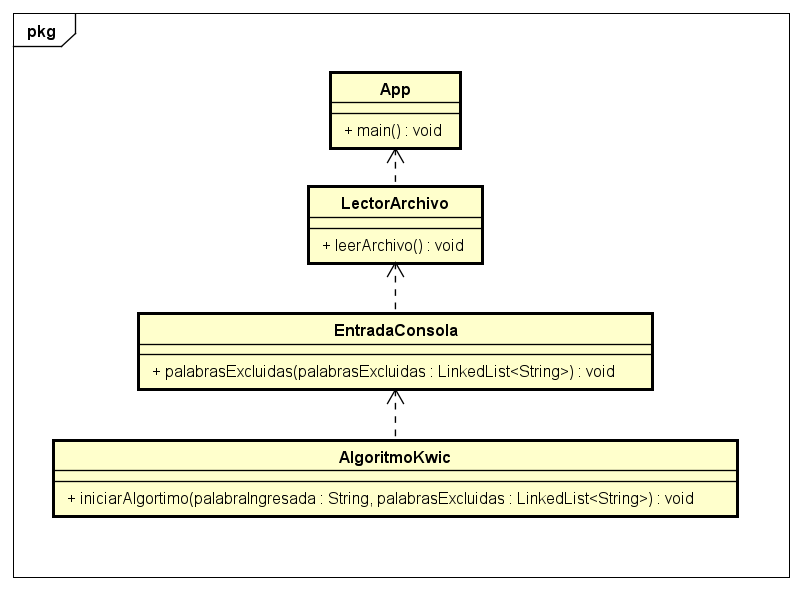 pkg
App
+ main() : void
LectorArchivo
+ leerArchivo() : void
EntradaConsola
+ palabrasExcluidas(palabrasExcluidas : LinkedList<String>) : void
AlgoritmoKwic
+ iniciarAlgortimo(palabraIngresada : String, palabrasExcluidas : LinkedList<String>) : void